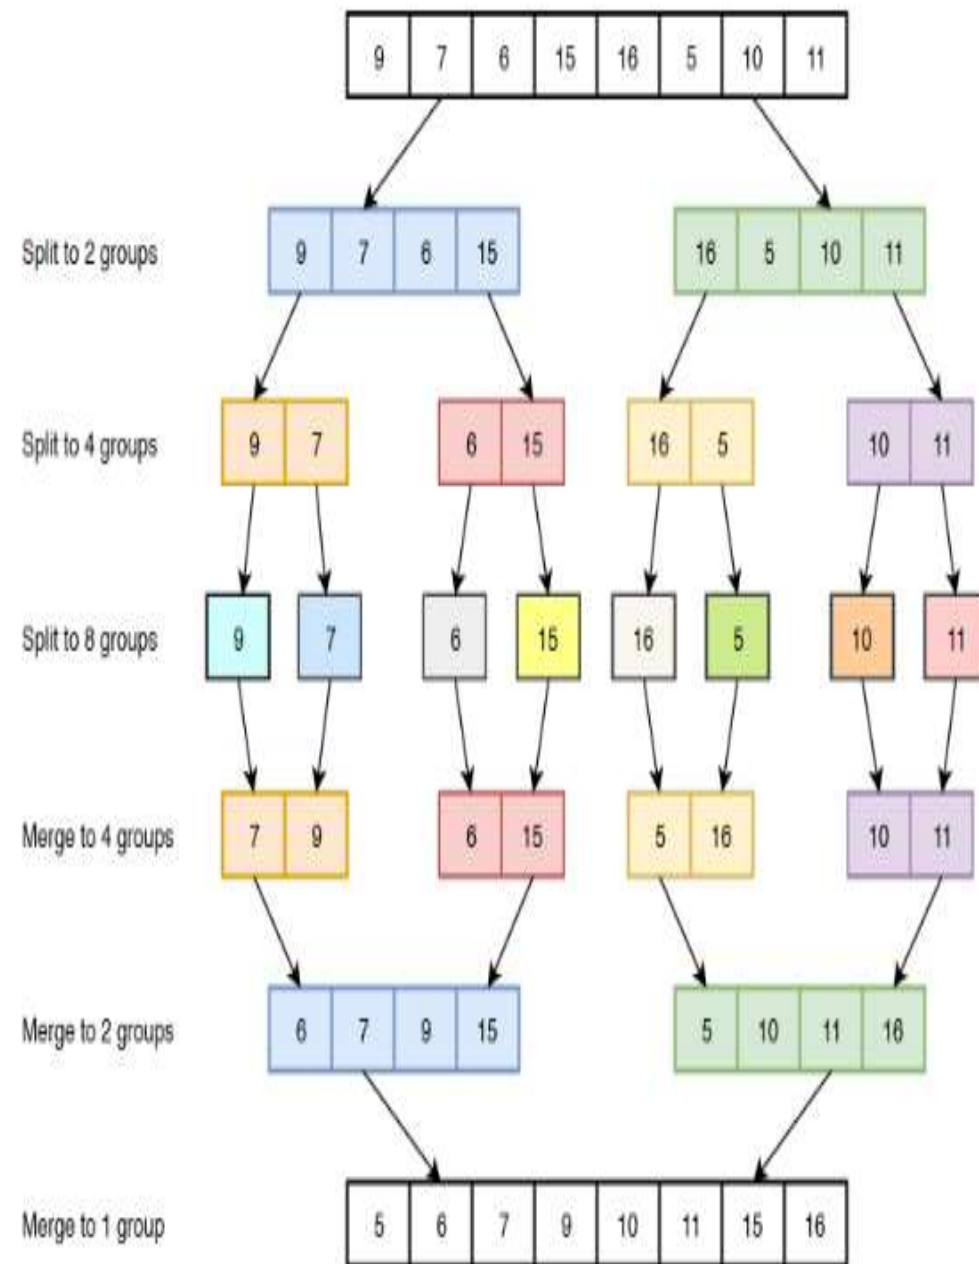 9 7 6 15 16 5 10 11
Split to 2 groups 9 7 6 15 16 5 10 11
Split to 4 groups 9 7 6 15 16 5 10 11
Split to 8 groups 9 7 6 15 16 5 10 11
Merge to 4 groups 7 9 6 15 5 16 10 11
Merge to 2 groups 6 7 9 15 5 10 11 16
Merge to 1 group 5 6 7 9 10 11 15 16